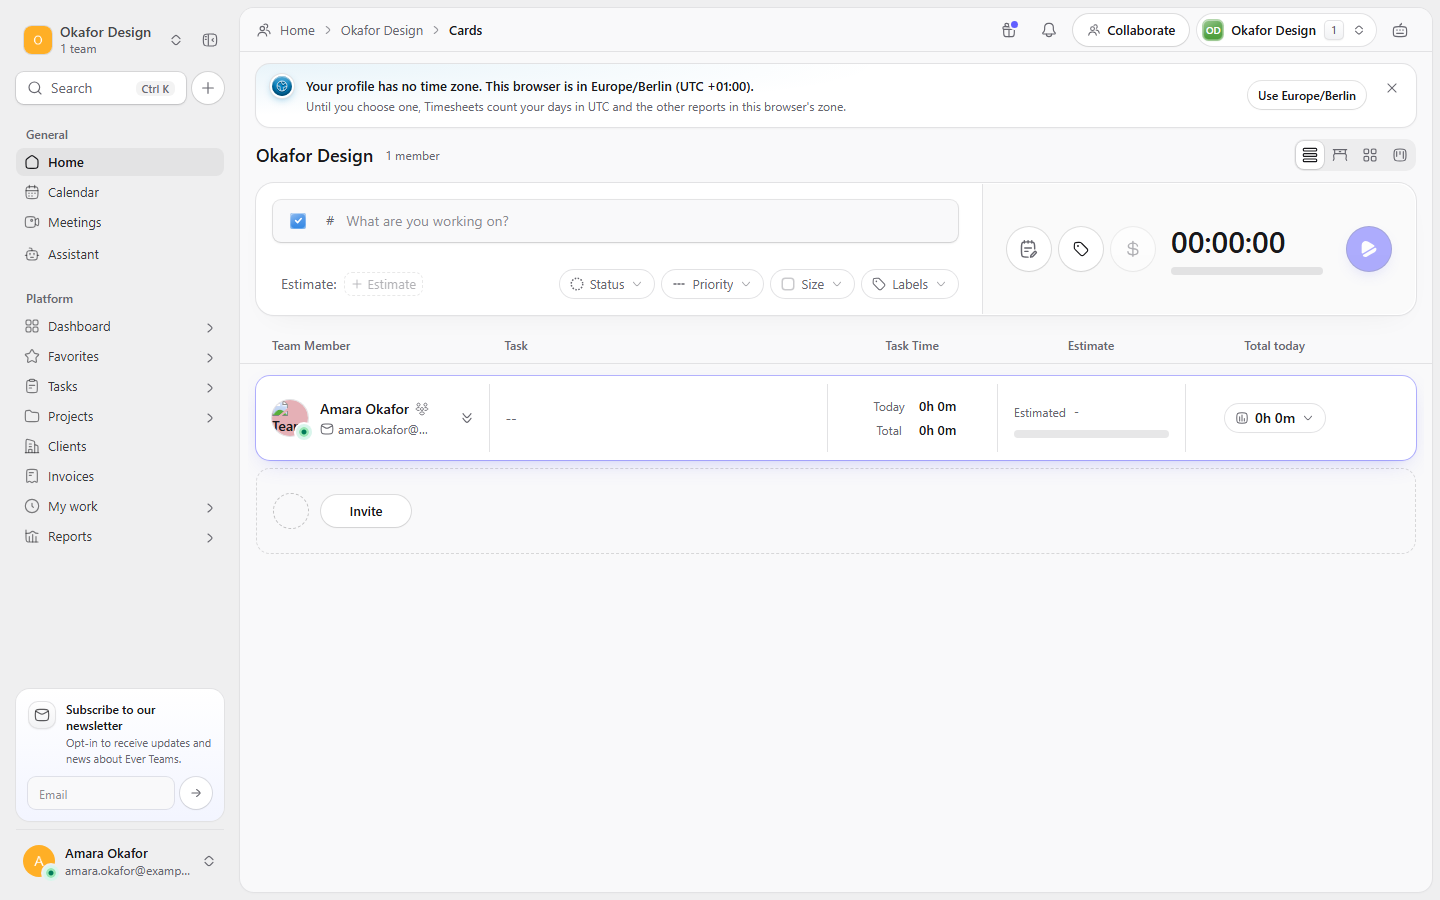 O
Okafor Design
1 team
Search
Ctrl K
General
Home
Calendar
Meetings
Assistant
Platform
Dashboard
Favorites
Tasks
Projects
Clients
Invoices
My work
Reports
Subscribe to our newsletter
Opt-in to receive updates and news about Ever Teams.
Email
A
Amara Okafor
amara.okafor@examp...
Home
Okafor Design
Cards
Collaborate
OD
Okafor Design
1
Your profile has no time zone. This browser is in Europe/Berlin (UTC +01:00).
Until you choose one, Timesheets count your days in UTC and the other reports in this browser's zone.
Use Europe/Berlin
Okafor Design
1 member
# What are you working on?
Estimate:
+ Estimate
Status
Priority
Size
Labels
$
00:00:00
Team Member
Task
Task Time
Estimate
Total today
Amara Okafor
amara.okafor@...
--
Today 0h 0m
Total 0h 0m
Estimated -
0h 0m
Invite